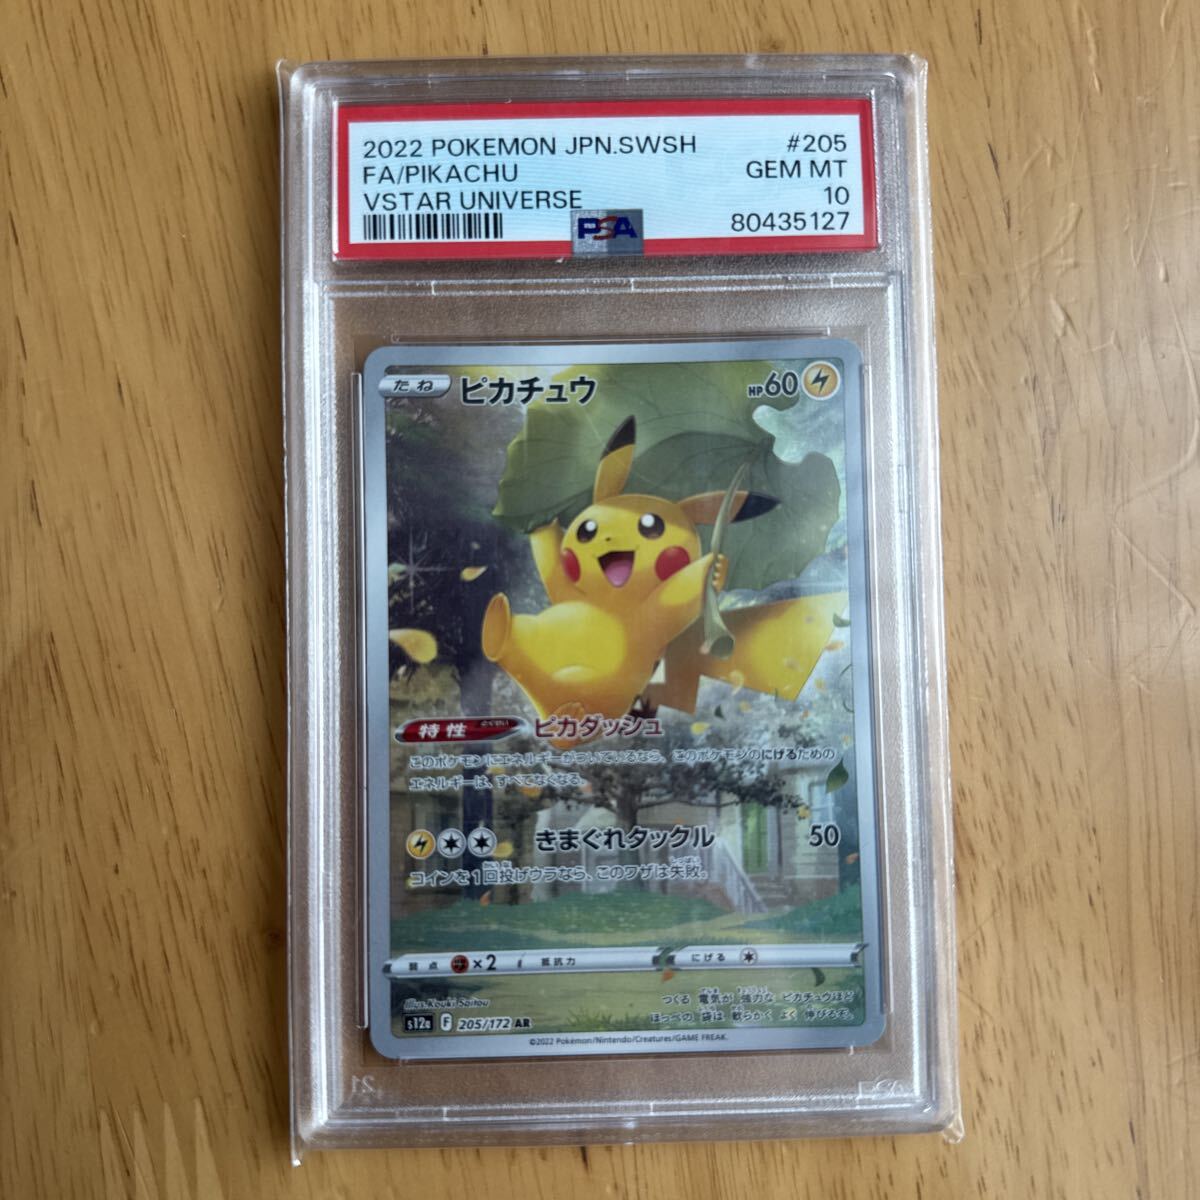 2022 POKEMON JPN.SWSH #205
FA/PIKACHU GEM MT
VSTAR UNIVERSE 10
PSA 80435127
たね ピカチュウ HP60
特性 ピカダッシュ
このポケモンにエネルギーがついているなら、このポケモンのにげるための
エネルギーは、すべてなくなる。
きまぐれタックル 50
コインを1回投げウラなら、このワザは失敗。
弱点 ×2 抵抗力 にげる
Illus.Kouki Saitou
つくる 電気が 強力な ピカチュウほど
ほっぺの 袋は 軟らかく よく 伸びるぞ。
s12a F 205/172 AR
©2022 Pokémon/Nintendo/Creatures/GAME FREAK.